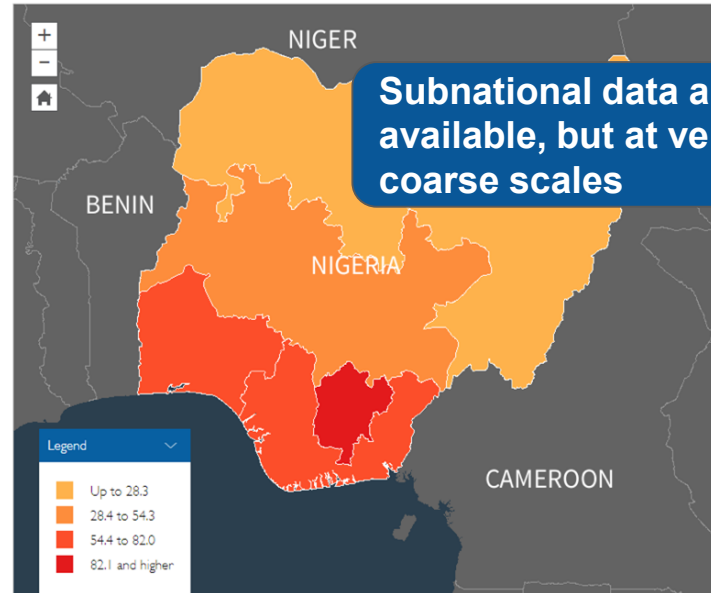 +
−
NIGER
Subnational data a
available, but at ve
coarse scales
BENIN
NIGERIA
Legend
Up to 28.3
28.4 to 54.3
54.4 to 82.0
82.1 and higher
CAMEROON